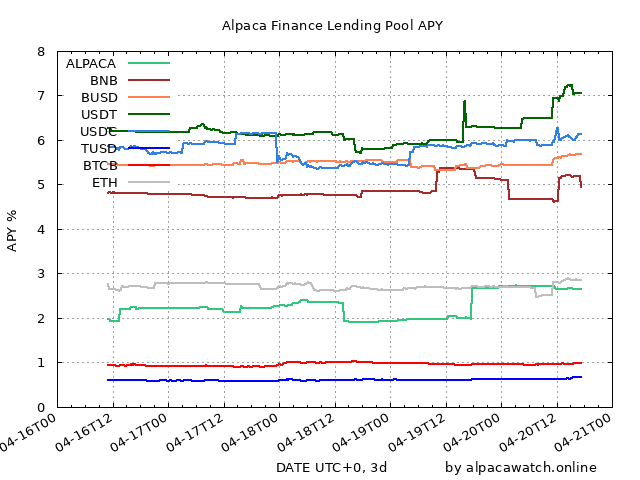 Alpaca Finance Lending Pool APY
8
7
6
5
4
3
2
1
0
APY %
ALPACA
BNB
BUSD
USDT
USDC
TUSD
BTCB
ETH
04-16T00
04-16T12
04-17T00
04-17T12
04-18T00
04-18T12
04-19T00
04-19T12
04-20T00
04-20T12
04-21T00
DATE UTC+0, 3d
by alpacawatch.online